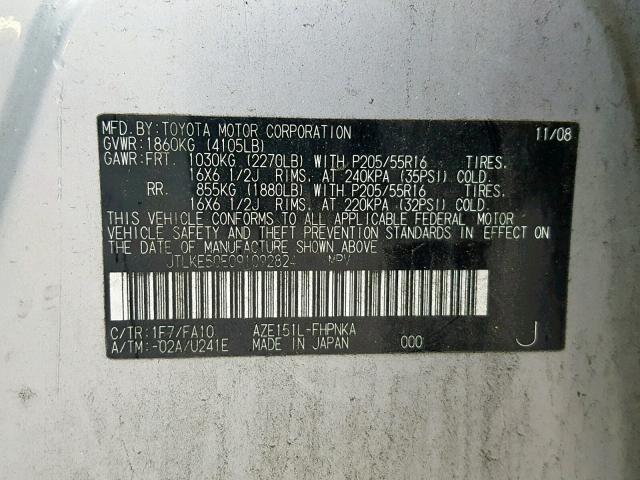 MFD.BY:TOYOTA MOTOR CORPORATION 11/08
GVWR:1860KG (4105LB)
GAWR:FRT. 1030KG (2270LB) WITH P205/55R16 TIRES.
16X6 1/2J RIMS. AT 240KPA (35PSI) COLD.
RR. 855KG (1880LB) WITH P205/55R16 TIRES.
16X6 1/2J RIMS. AT 220KPA (32PSI) COLD.
THIS VEHICLE CONFORMS TO ALL APPLICABLE FEDERAL MOTOR
VEHICLE SAFETY AND THEFT PREVENTION STANDARDS IN EFFECT ON
THE DATE OF MANUFACTURE SHOWN ABOVE.
MPV
C/TR:1F7/FA10 AZE151L-FHPNKA
A/TM:-02A/U241E MADE IN JAPAN 000 J